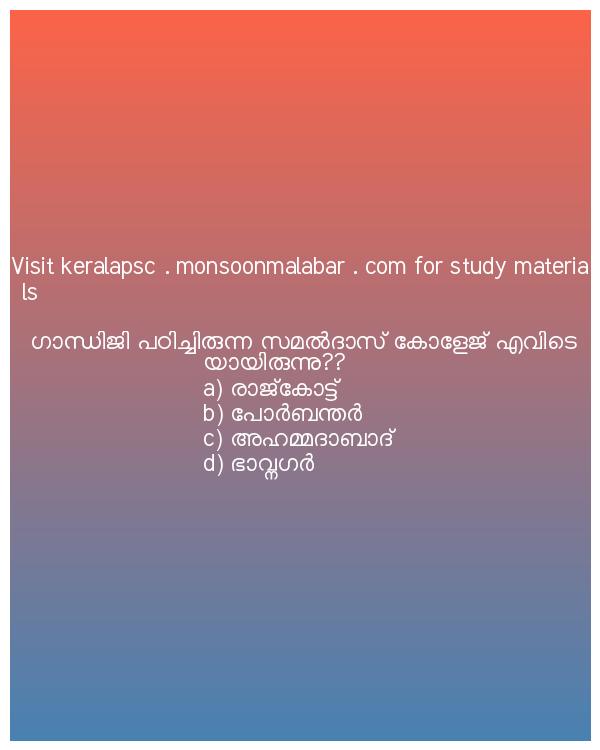 Visit keralapsc . monsoonmalabar . com for study materia
ls
ഗാന്ധിജി പഠിച്ചിരുന്ന സമൽദാസ് കോളേജ് എവിടെ
യായിരുന്നു??
a) രാജ്കോട്ട്
b) പോർബന്തർ
c) അഹമ്മദാബാദ്
d) ഭാവ്നഗർ